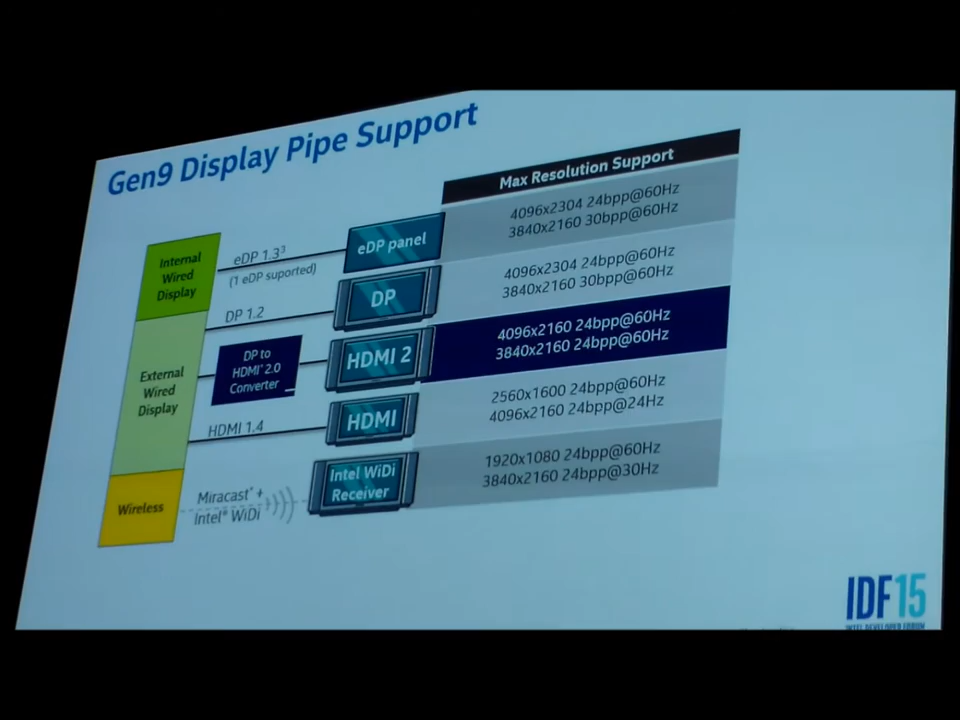 Gen9 Display Pipe Support
Max Resolution Support
Internal
Wired
Display
eDP 1.3³
(1 eDP suported)
eDP panel
4096x2304 24bpp@60Hz
3840x2160 30bpp@60Hz
DP 1.2
DP
4096x2304 24bpp@60Hz
3840x2160 30bpp@60Hz
External
Wired
Display
DP to
HDMI* 2.0
Converter
HDMI 2
4096x2160 24bpp@60Hz
3840x2160 24bpp@60Hz
HDMI 1.4
HDMI
2560x1600 24bpp@60Hz
4096x2160 24bpp@24Hz
Wireless
Miracast* +
Intel® WiDi
Intel WiDi
Receiver
1920x1080 24bpp@60Hz
3840x2160 24bpp@30Hz
IDF15
INTEL DEVELOPER FORUM